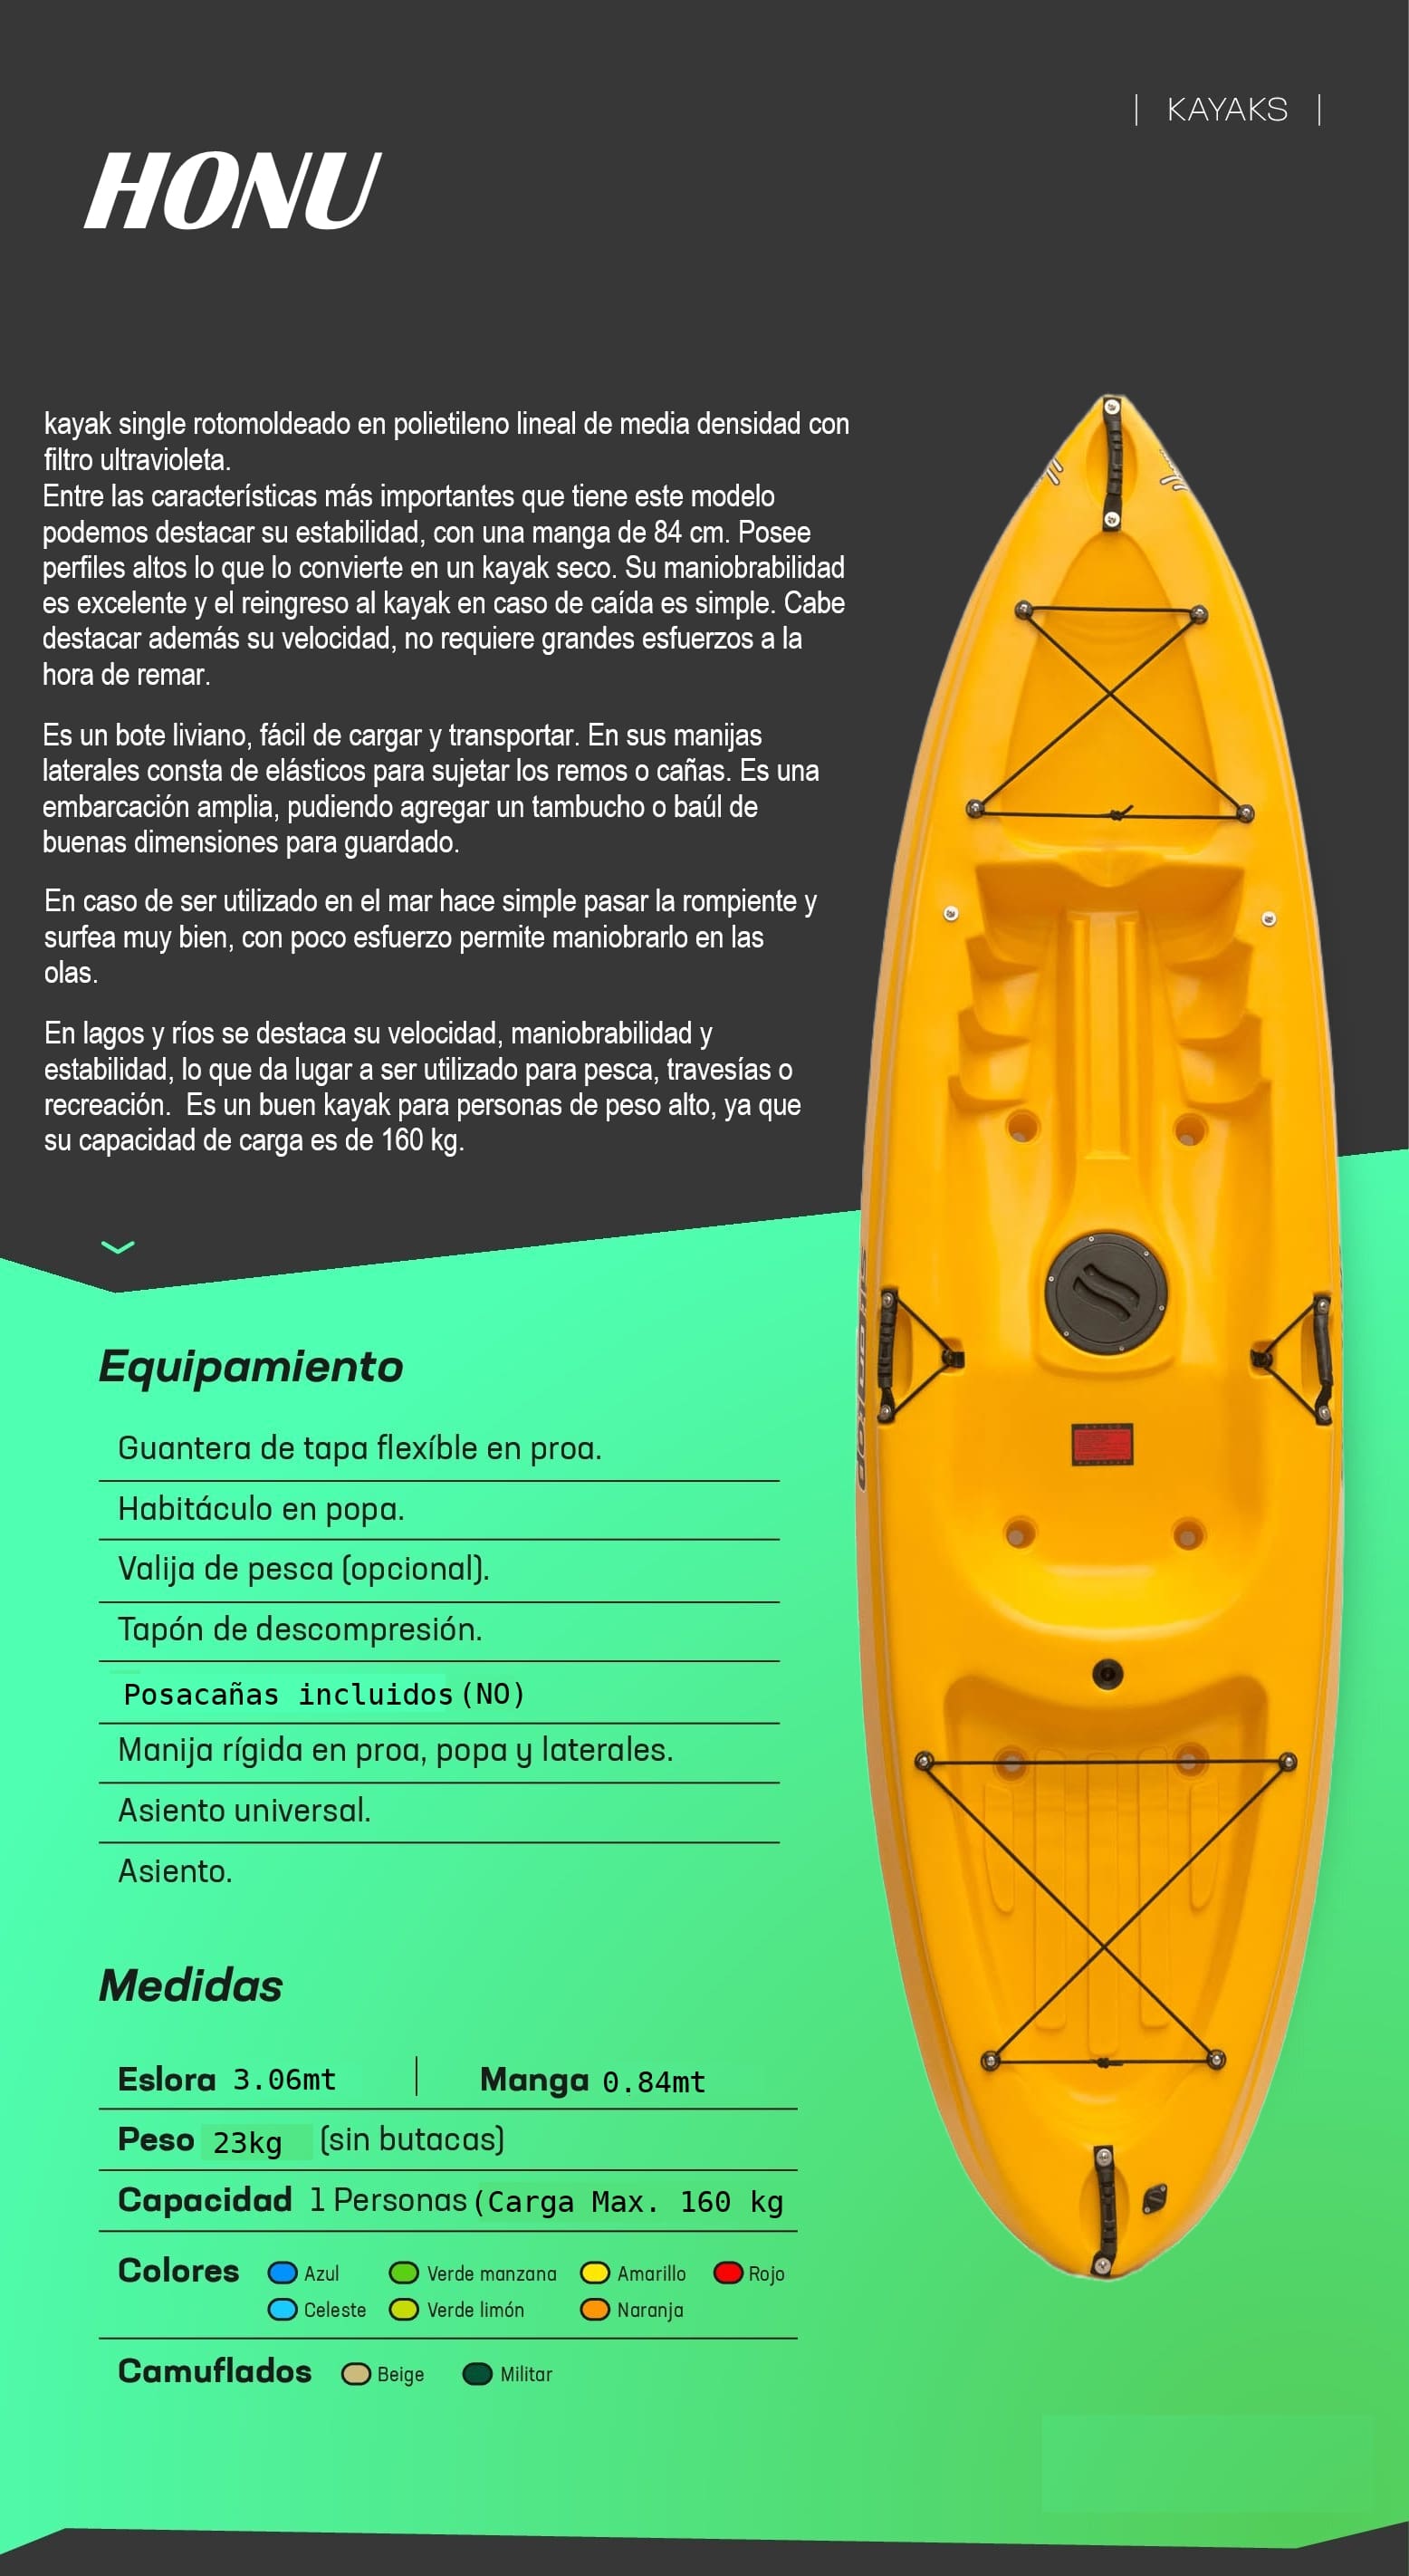 | KAYAKS |
HONU
kayak single rotomoldeado en polietileno lineal de media densidad con
filtro ultravioleta.
Entre las características más importantes que tiene este modelo
podemos destacar su estabilidad, con una manga de 84 cm. Posee
perfiles altos lo que lo convierte en un kayak seco. Su maniobrabilidad
es excelente y el reingreso al kayak en caso de caída es simple. Cabe
destacar además su velocidad, no requiere grandes esfuerzos a la
hora de remar.
Es un bote liviano, fácil de cargar y transportar. En sus manijas
laterales consta de elásticos para sujetar los remos o cañas. Es una
embarcación amplia, pudiendo agregar un tambucho o baúl de
buenas dimensiones para guardado.
En caso de ser utilizado en el mar hace simple pasar la rompiente y
surfea muy bien, con poco esfuerzo permite maniobrarlo en las
olas.
En lagos y ríos se destaca su velocidad, maniobrabilidad y
estabilidad, lo que da lugar a ser utilizado para pesca, travesías o
recreación.  Es un buen kayak para personas de peso alto, ya que
su capacidad de carga es de 160 kg.
Equipamiento
Guantera de tapa flexíble en proa.
Habitáculo en popa.
Valija de pesca (opcional).
Tapón de descompresión.
Posacañas incluidos (NO)
Manija rígida en proa, popa y laterales.
Asiento universal.
Asiento.
Medidas
Eslora 3.06mt | Manga 0.84mt
Peso 23kg (sin butacas)
Capacidad 1 Personas (Carga Max. 160 kg
Colores Azul Verde manzana Amarillo Rojo
Celeste Verde limón Naranja
Camuflados Beige Militar